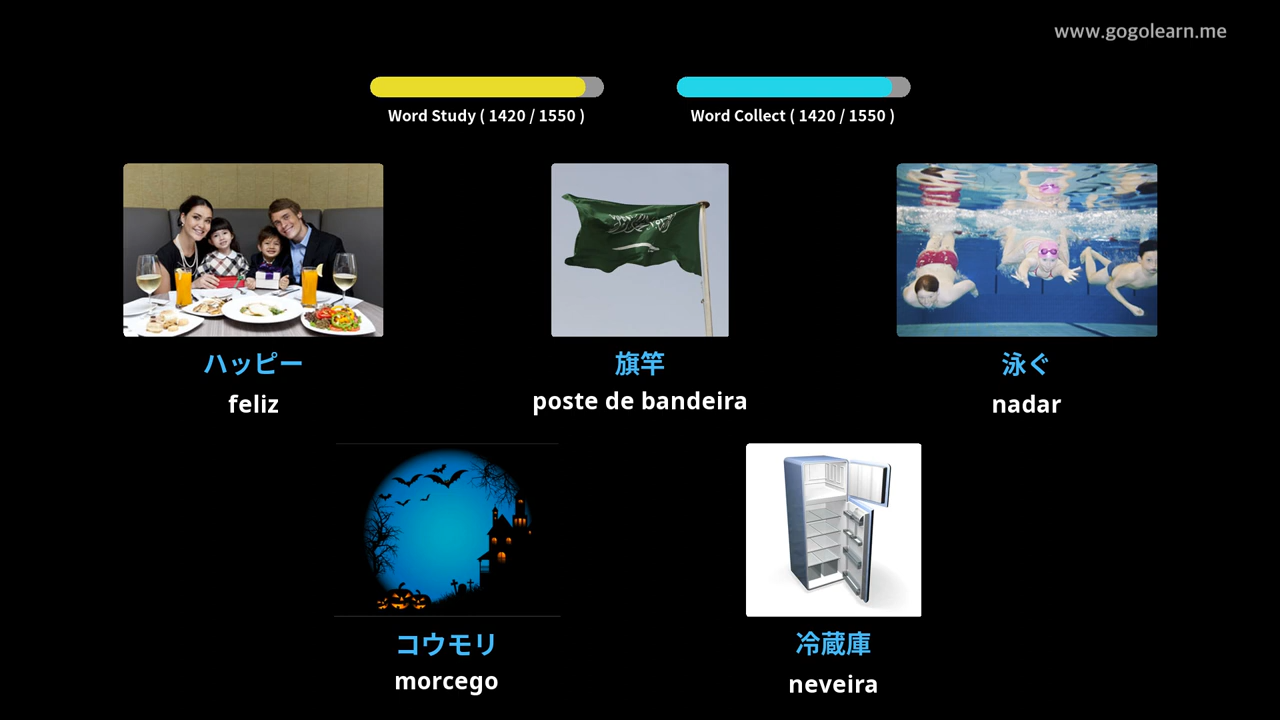 www.gogolearn.me
Word Study ( 1420 / 1550 )
Word Collect ( 1420 / 1550 )
ハッピー
旗竿
泳ぐ
feliz
poste de bandeira
nadar
コウモリ
冷蔵庫
morcego
neveira